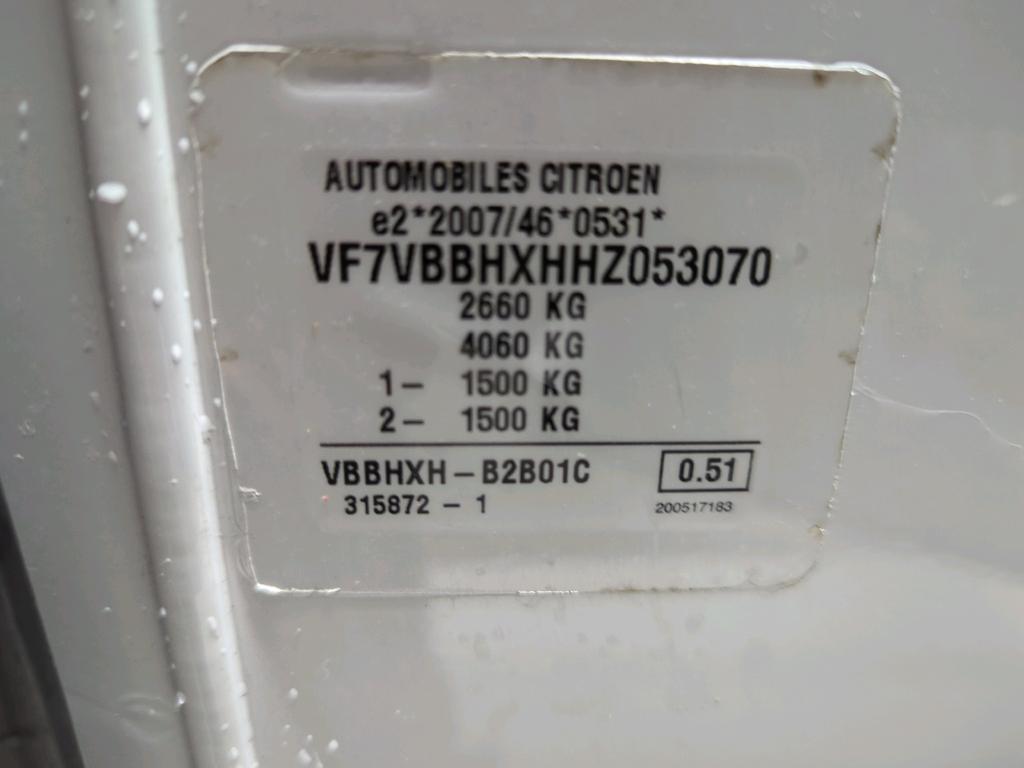 AUTOMOBILES CITROEN
e2*2007/46*0531*
VF7VBBHXHHZ053070
2660 KG
4060 KG
1- 1500 KG
2- 1500 KG
VBBHXH-B2B01C 0.51
315872-1 200517183